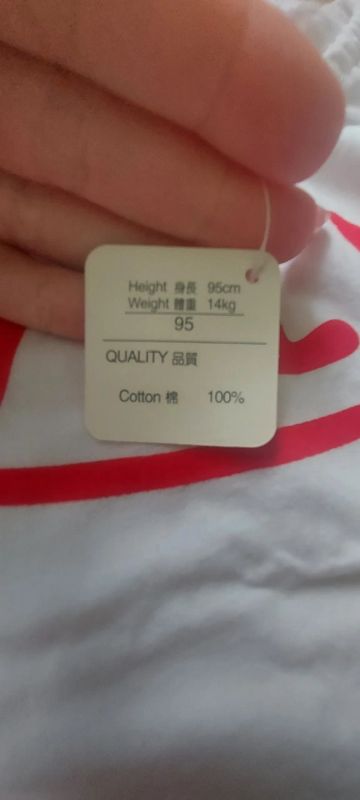 Height 身長 95cm
Weight 體重 14kg
95
QUALITY 品質
Cotton 棉 100%